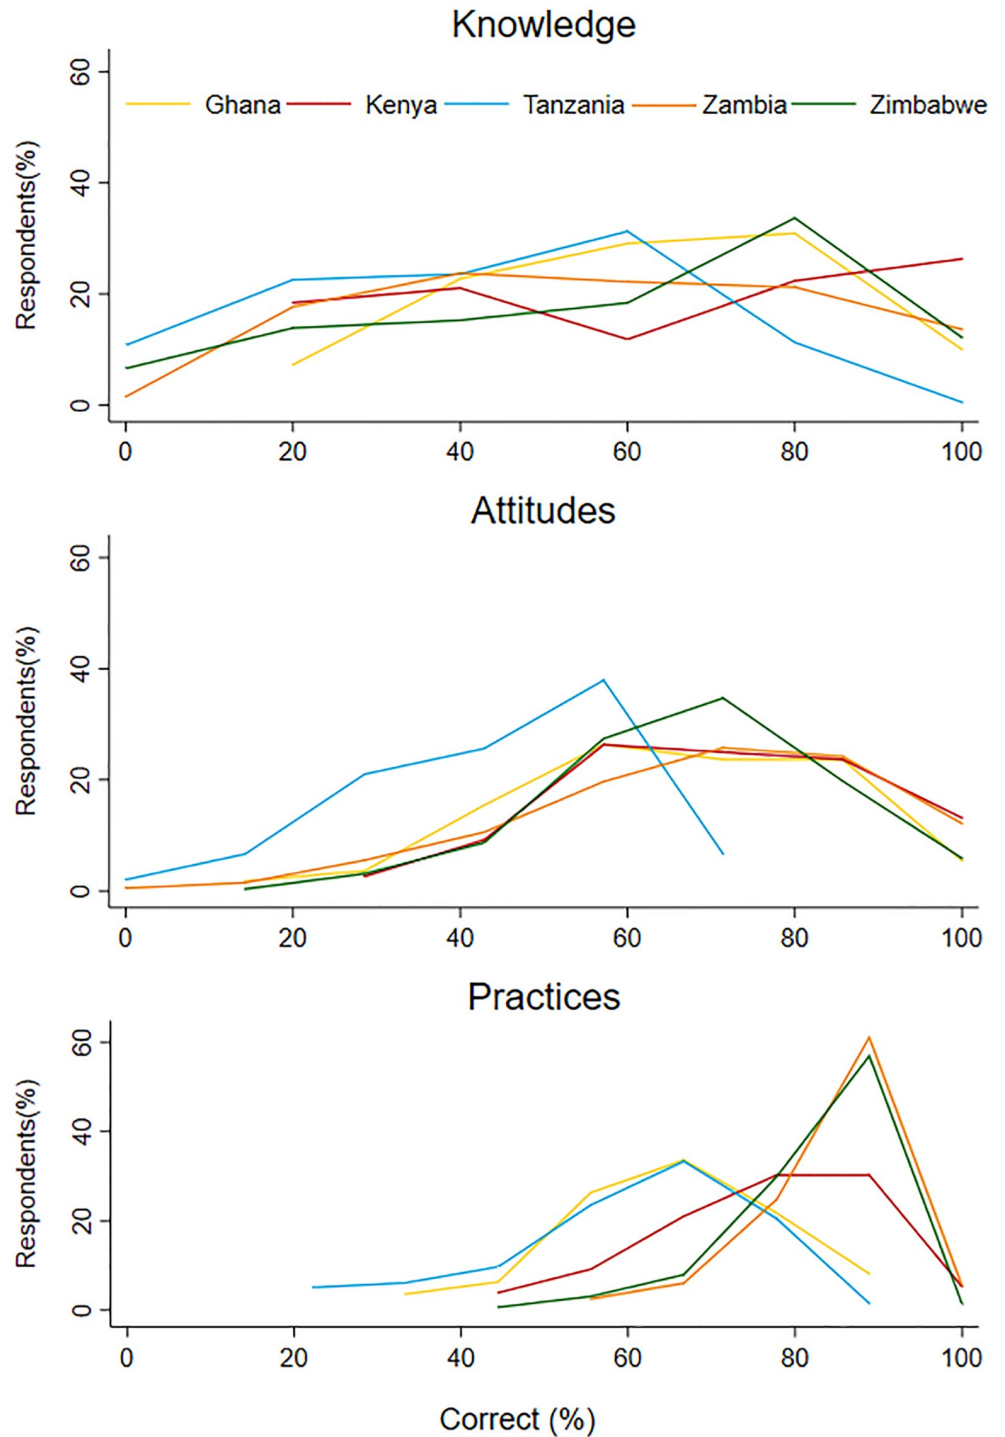 Knowledge
Respondents(%)
60
40
20
0
Ghana Kenya Tanzania Zambia Zimbabwe
0 20 40 60 80 100
Attitudes
Respondents(%)
60
40
20
0
0 20 40 60 80 100
Practices
Respondents(%)
60
40
20
0
0 20 40 60 80 100
Correct (%)